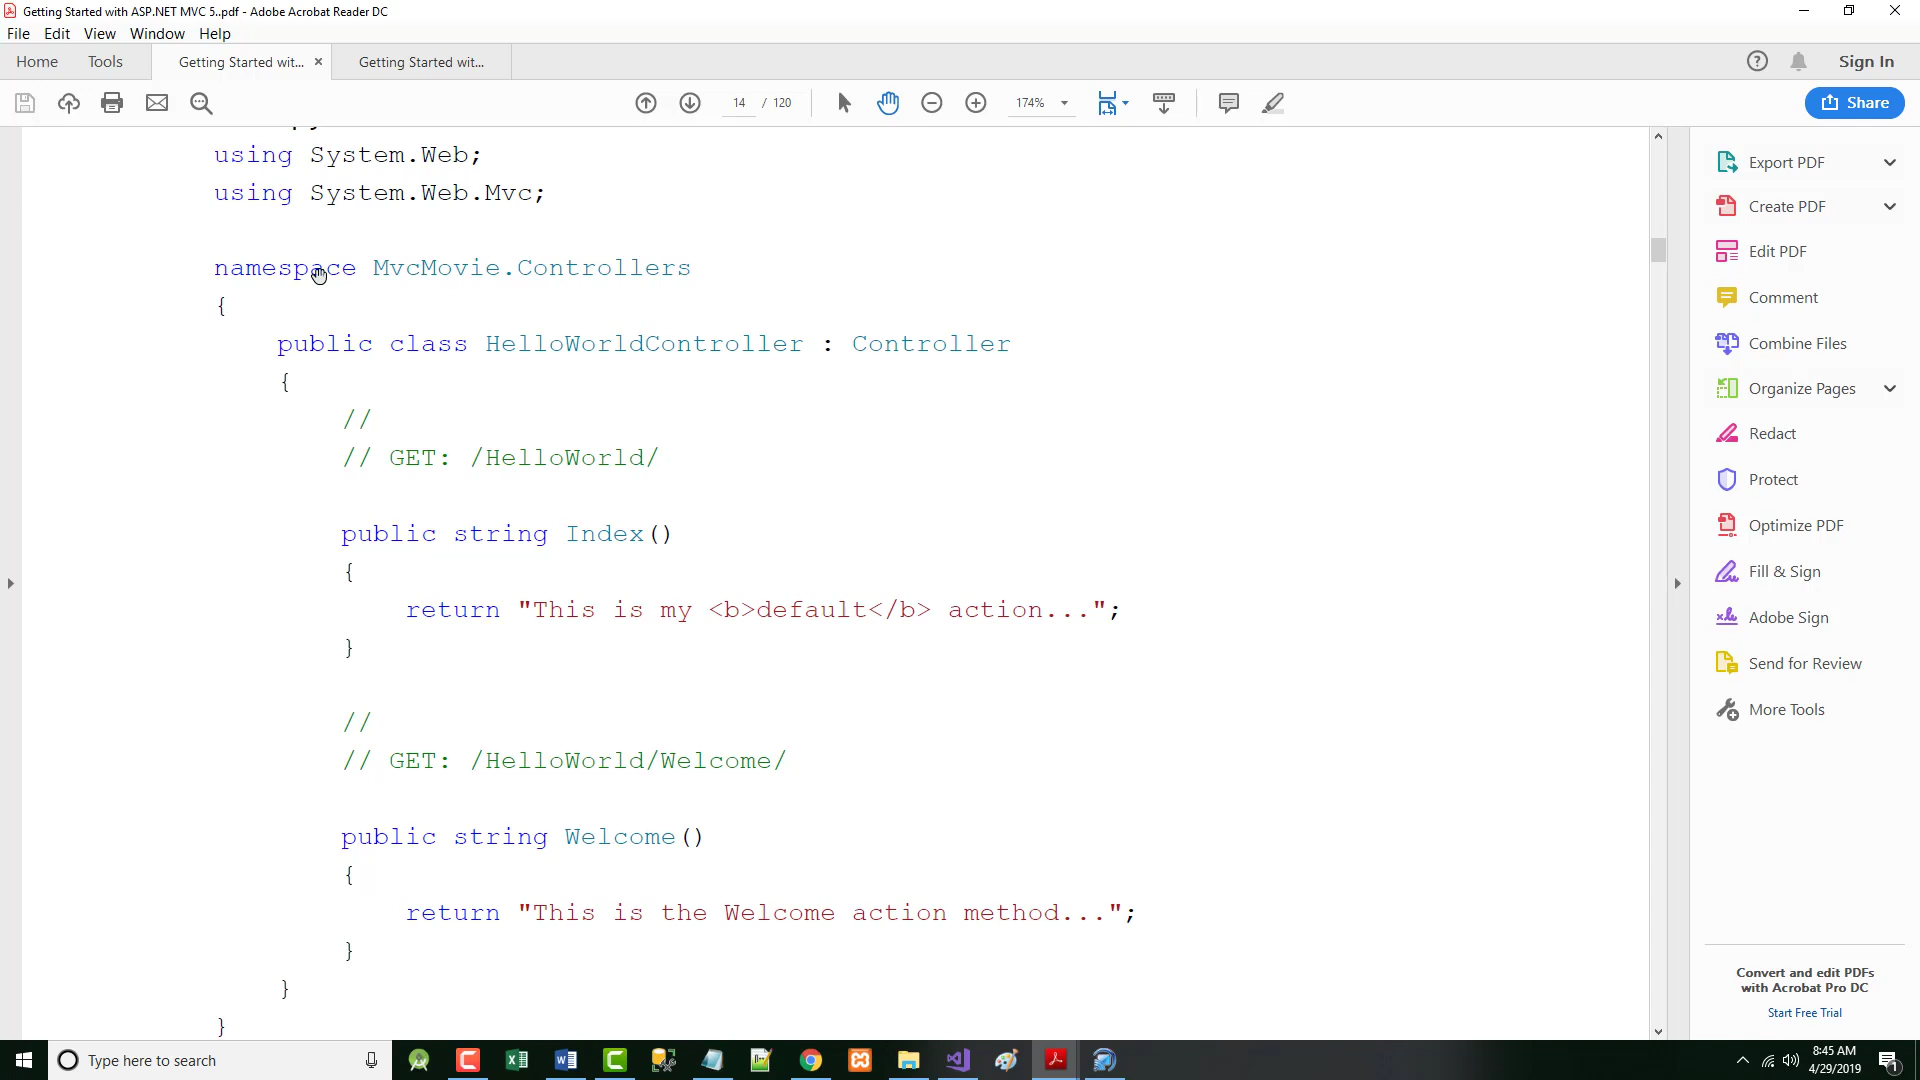 Getting Started with ASP.NET MVC 5..pdf - Adobe Acrobat Reader DC
File Edit View Window Help
Home Tools Getting Started wit... × Getting Started wit... Sign In
14 / 120 174% Share
using System.Web;
using System.Web.Mvc;
namespace MvcMovie.Controllers
{
public class HelloWorldController : Controller
{
//
// GET: /HelloWorld/
public string Index()
{
return "This is my <b>default</b> action...";
}
//
// GET: /HelloWorld/Welcome/
public string Welcome()
{
return "This is the Welcome action method...";
}
}
}
Export PDF
Create PDF
Edit PDF
Comment
Combine Files
Organize Pages
Redact
Protect
Optimize PDF
Fill & Sign
Adobe Sign
Send for Review
More Tools
Convert and edit PDFs
with Acrobat Pro DC
Start Free Trial
Type here to search
8:45 AM
4/29/2019
1